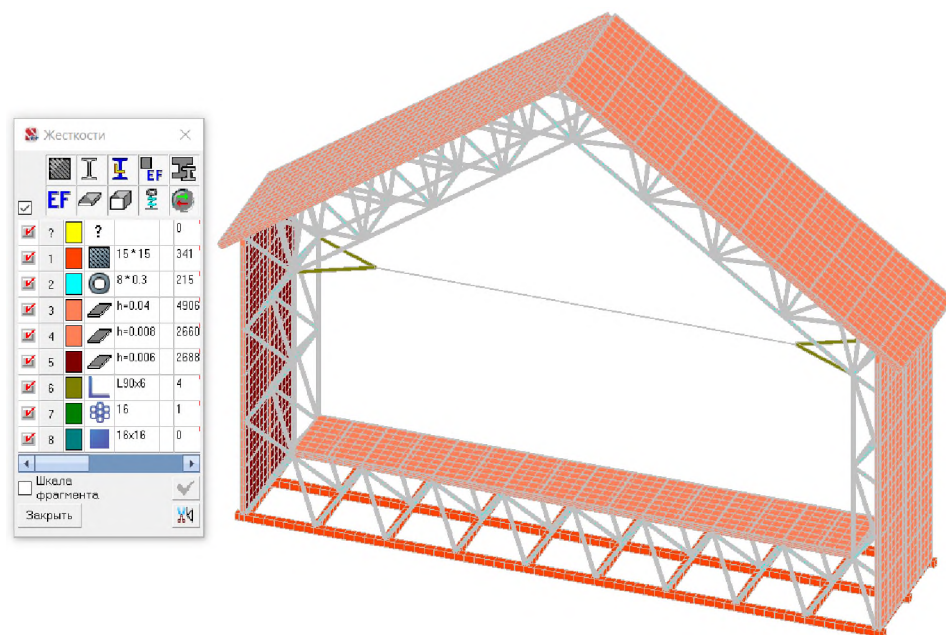 Жесткости
EF
EF
? ? 0
1 15*15 341
2 8*0.3 215
3 h=0.04 4906
4 h=0.008 2660
5 h=0.006 2688
6 L90x6 4
7 16 1
8 16x16 0
Шкала
фрагмента
Закрыть